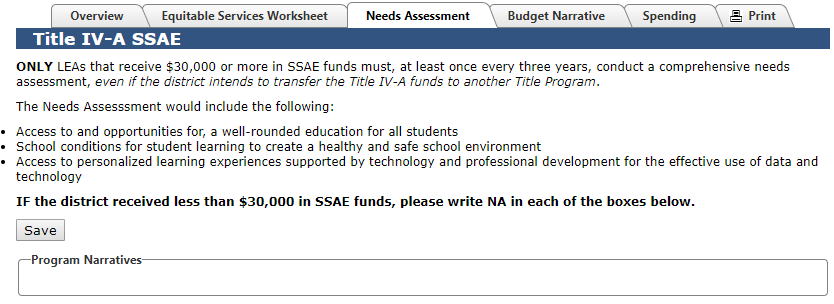 Overview
Equitable Services Worksheet
Needs Assessment
Budget Narrative
Spending
Print
Title IV-A SSAE
ONLY LEAs that receive $30,000 or more in SSAE funds must, at least once every three years, conduct a comprehensive needs
assessment, even if the district intends to transfer the Title IV-A funds to another Title Program.
The Needs Assesssment would include the following:
• Access to and opportunities for, a well-rounded education for all students
• School conditions for student learning to create a healthy and safe school environment
• Access to personalized learning experiences supported by technology and professional development for the effective use of data and
technology
IF the district received less than $30,000 in SSAE funds, please write NA in each of the boxes below.
Save
Program Narratives